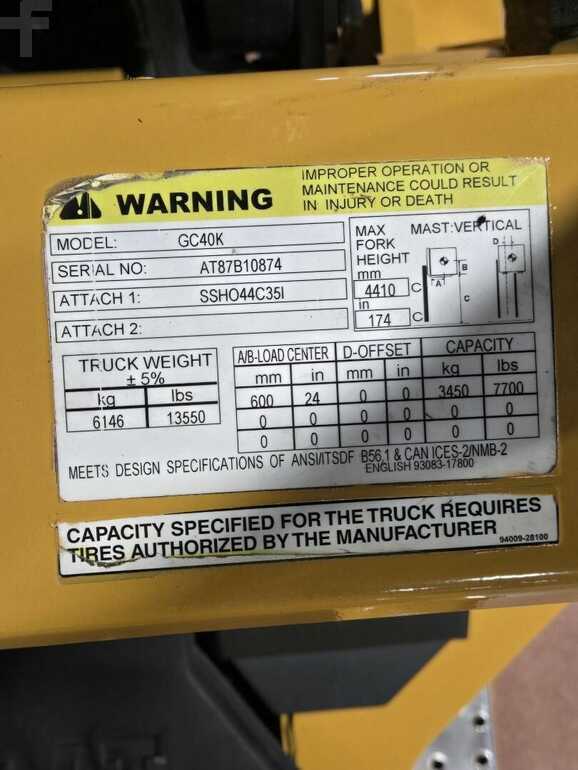 WARNING
IMPROPER OPERATION OR
MAINTENANCE COULD RESULT
IN INJURY OR DEATH
MODEL: GC40K
SERIAL NO: AT87B10874
ATTACH 1: SSHO44C35I
ATTACH 2:
MAX FORK HEIGHT
mm
4410 C
in
174 C
MAST: VERTICAL
D
B
A
C
TRUCK WEIGHT
± 5%
kg lbs
6146 13550
A/B-LOAD CENTER D-OFFSET CAPACITY
mm in mm in kg lbs
600 24 0 0 3450 7700
0 0 0 0 0 0
0 0 0 0 0 0
MEETS DESIGN SPECIFICATIONS OF ANSI/ITSDF B56.1 & CAN ICES-2/NMB-2
ENGLISH 93083-17800
CAPACITY SPECIFIED FOR THE TRUCK REQUIRES
TIRES AUTHORIZED BY THE MANUFACTURER
94009-28100